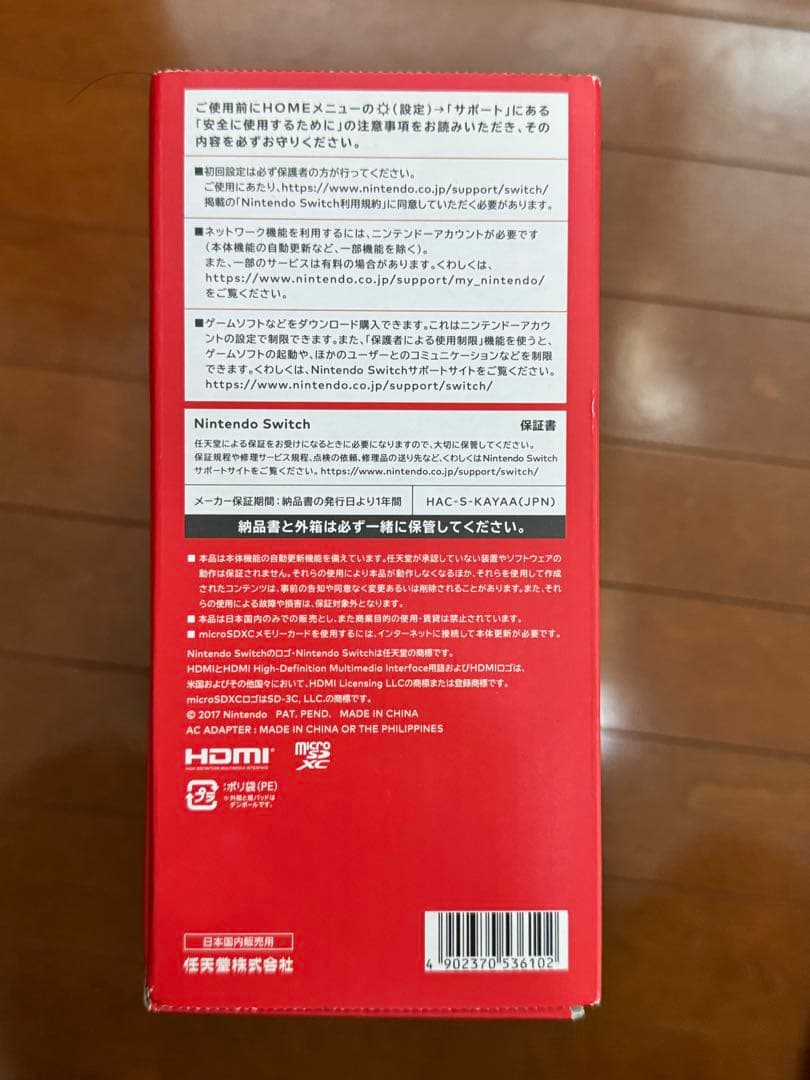 ご使用前にHOMEメニューの(設定)→「サポート」にある
「安全に使用するために」の注意事項をお読みいただき、その
内容を必ずお守りください。
■初回設定は必ず保護者の方が行ってください。
ご使用にあたり、https://www.nintendo.co.jp/support/switch/
掲載の「Nintendo Switch利用規約」に同意していただく必要があります。
■ネットワーク機能を利用するには、ニンテンドーアカウントが必要です
(本体機能の自動更新など、一部機能を除く)。
また、一部のサービスは有料の場合があります。くわしくは、
https://www.nintendo.co.jp/support/my_nintendo/
をご覧ください。
■ゲームソフトなどをダウンロード購入できます。これはニンテンドーアカウ
ントの設定で制限できます。また、「保護者による使用制限」機能を使うと、
ゲームソフトの起動や、ほかのユーザーとのコミュニケーションなどを制限
できます。くわしくは、Nintendo Switchサポートサイトをご覧ください。
https://www.nintendo.co.jp/support/switch/
Nintendo Switch 保証書
任天堂による保証をお受けになるときに必要になりますので、大切に保管してください。
保証規程や修理サービス規程、点検の依頼、修理品の送り先など、くわしくはNintendo Switch
サポートサイトをご覧ください。https://www.nintendo.co.jp/support/switch/
メーカー保証期間:納品書の発行日より1年間 HAC-S-KAYAA(JPN)
納品書と外箱は必ず一緒に保管してください。
■ 本品は本体機能の自動更新機能を備えています。任天堂が承認していない装置やソフトウェアの
動作は保証されません。それらの使用により本品が動作しなくなるほか、それらを使用して作成
されたコンテンツは、事前の告知や同意なく変更あるいは削除されることがあります。また、それ
らの使用による故障や損害は、保証対象外となります。
■ 本品は日本国内のみでの販売とし、また商業目的の使用・賃貸は禁止されています。
■ microSDXCメモリーカードを使用するには、インターネットに接続して本体更新が必要です。
Nintendo Switchのロゴ・Nintendo Switchは任天堂の商標です。
HDMIとHDMI High-Definition Multimedia Interface用語およびHDMIロゴは、
米国およびその他国々において、HDMI Licensing LLCの商標または登録商標です。
microSDXCロゴはSD-3C, LLC.の商標です。
© 2017 Nintendo PAT. PEND. MADE IN CHINA
AC ADAPTER : MADE IN CHINA OR THE PHILIPPINES
HDMI micro SD XC
HIGH-DEFINITION MULTIMEDIA INTERFACE
プラ :ポリ袋(PE)
※外箱と紙パッドは
ダンボールです。
日本国内販売用
任天堂株式会社
4 902370 536102